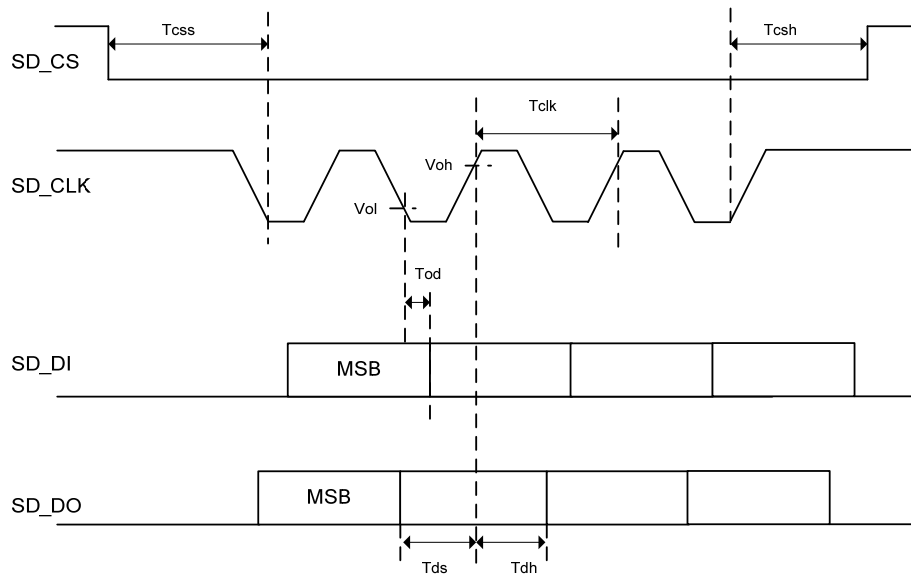 Tcss
Tcsh
SD_CS
Tclk
Voh
SD_CLK
Vol
Tod
SD_DI
MSB
SD_DO
MSB
Tds
Tdh